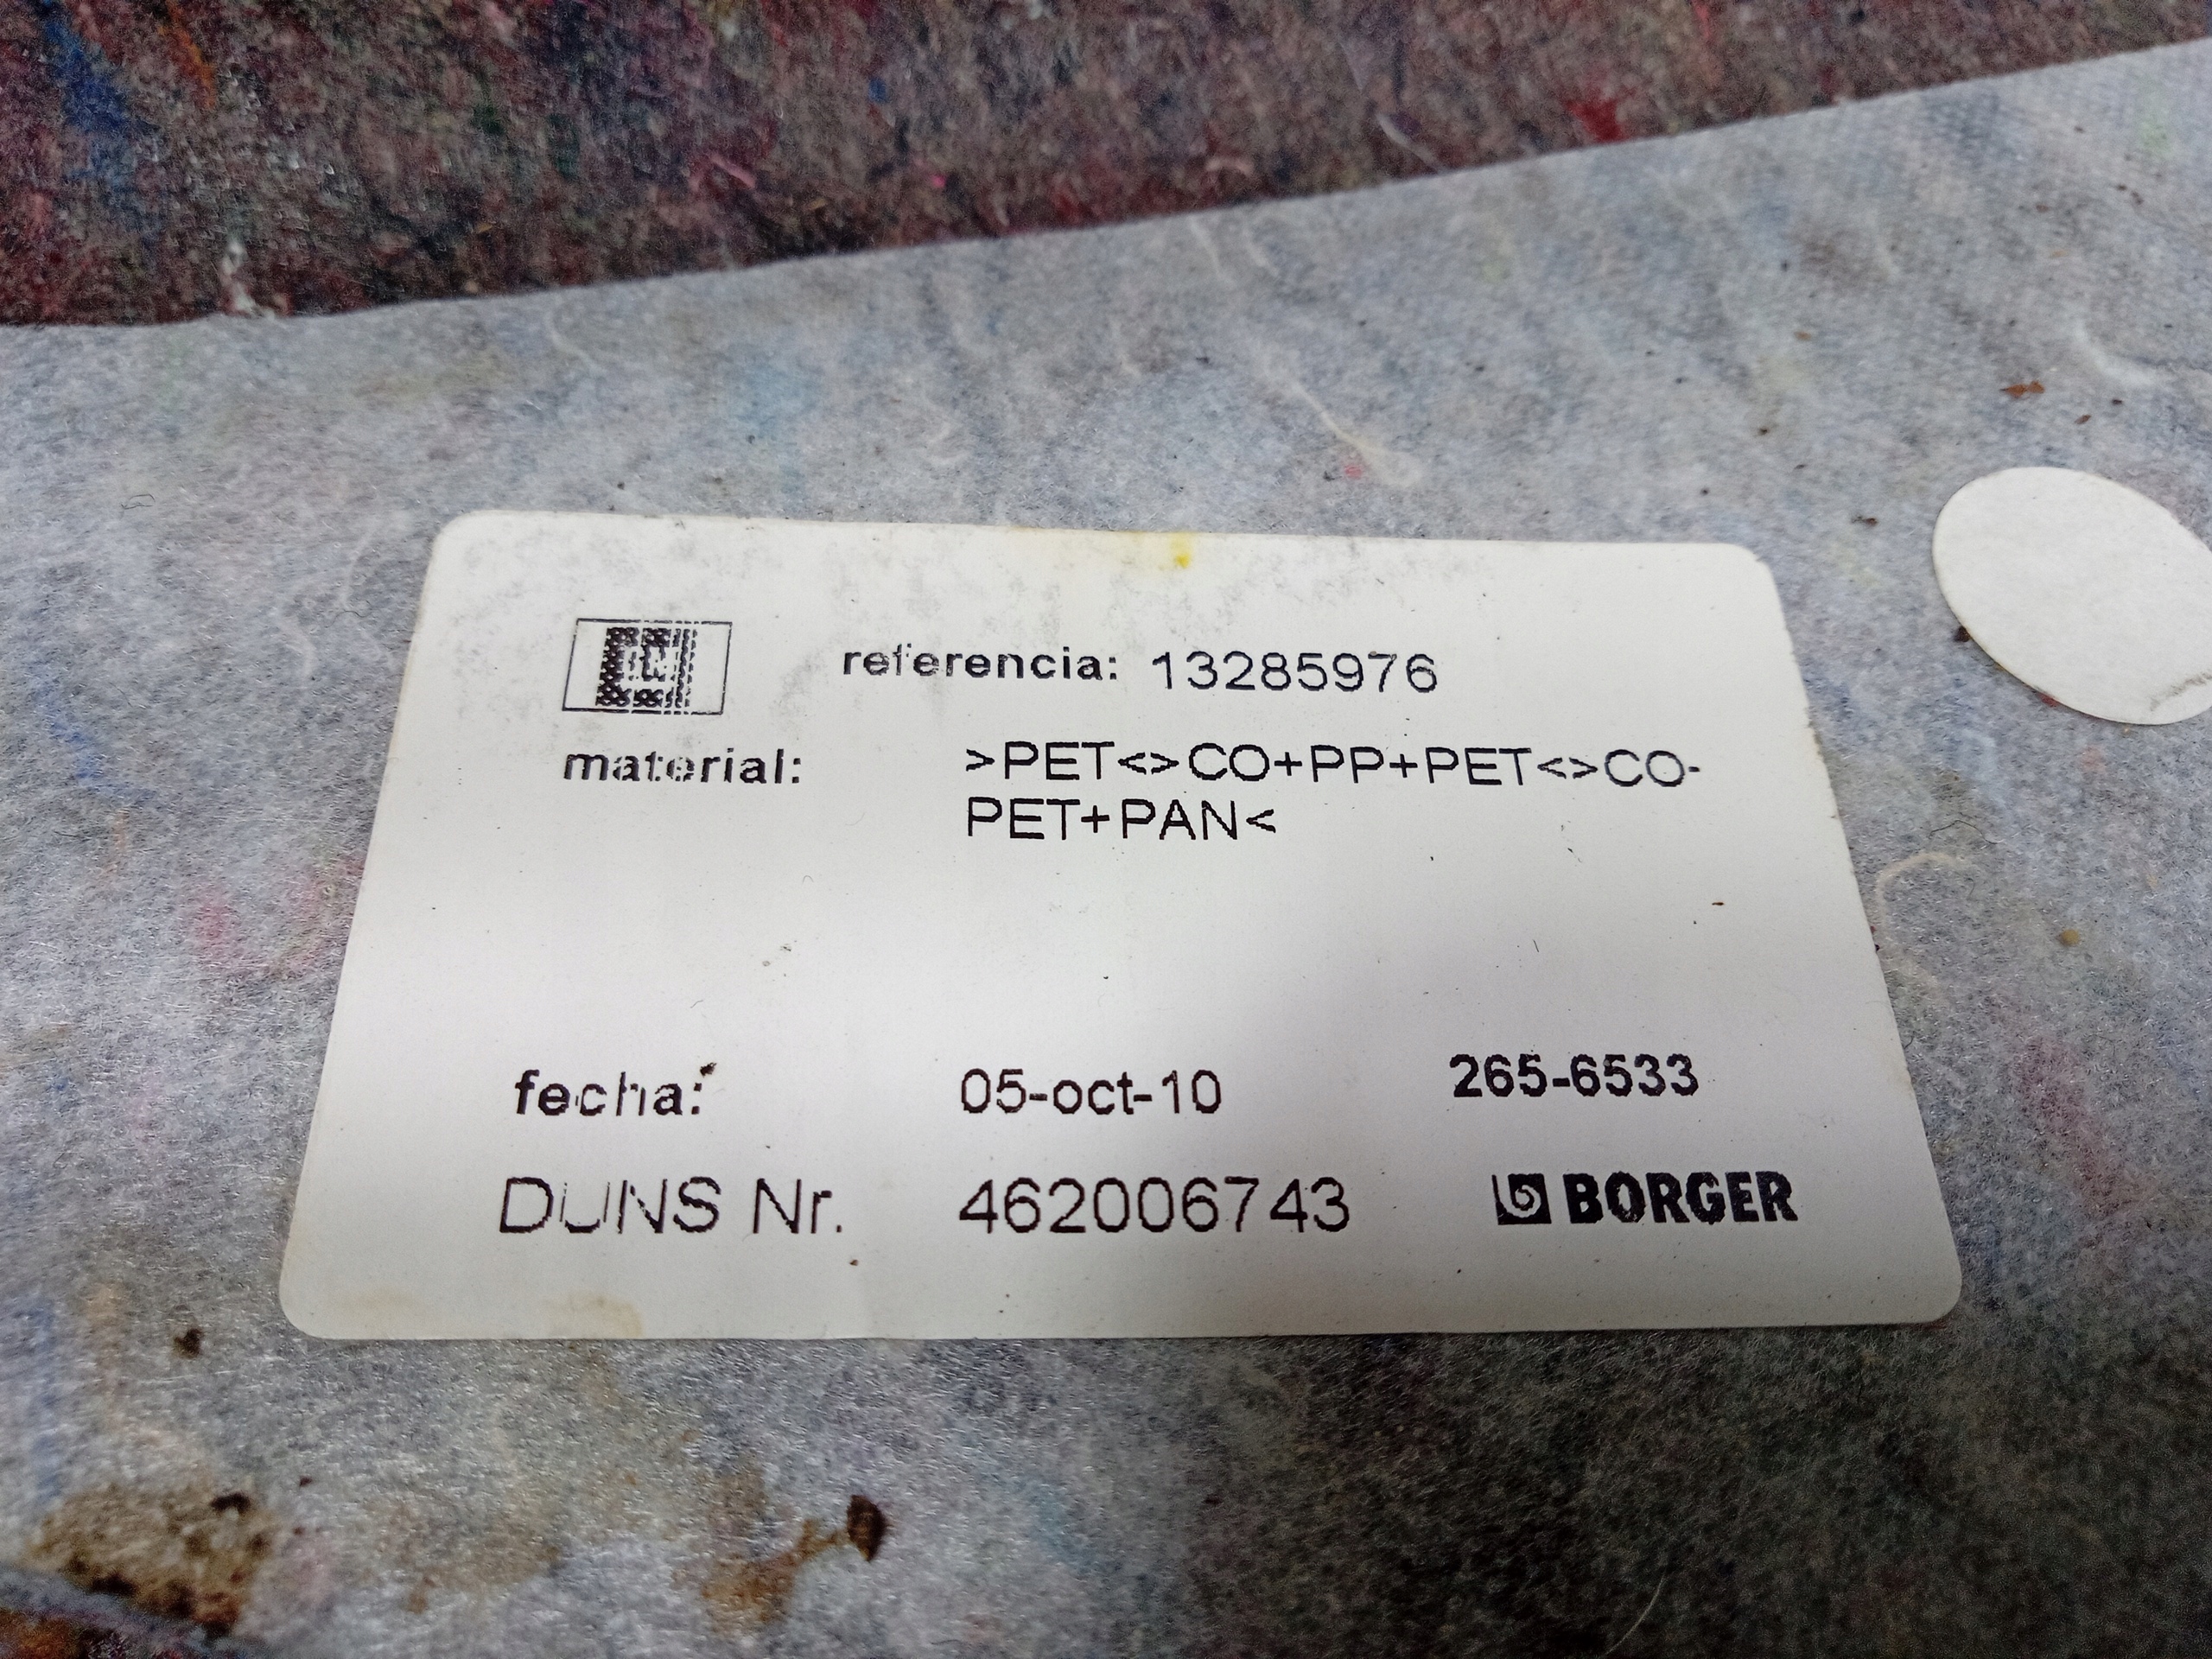 referencia: 13285976
material: >PET<>CO+PP+PET<>CO-
PET+PAN<
fecha: 05-oct-10 265-6533
DUNS Nr. 462006743 BORGER